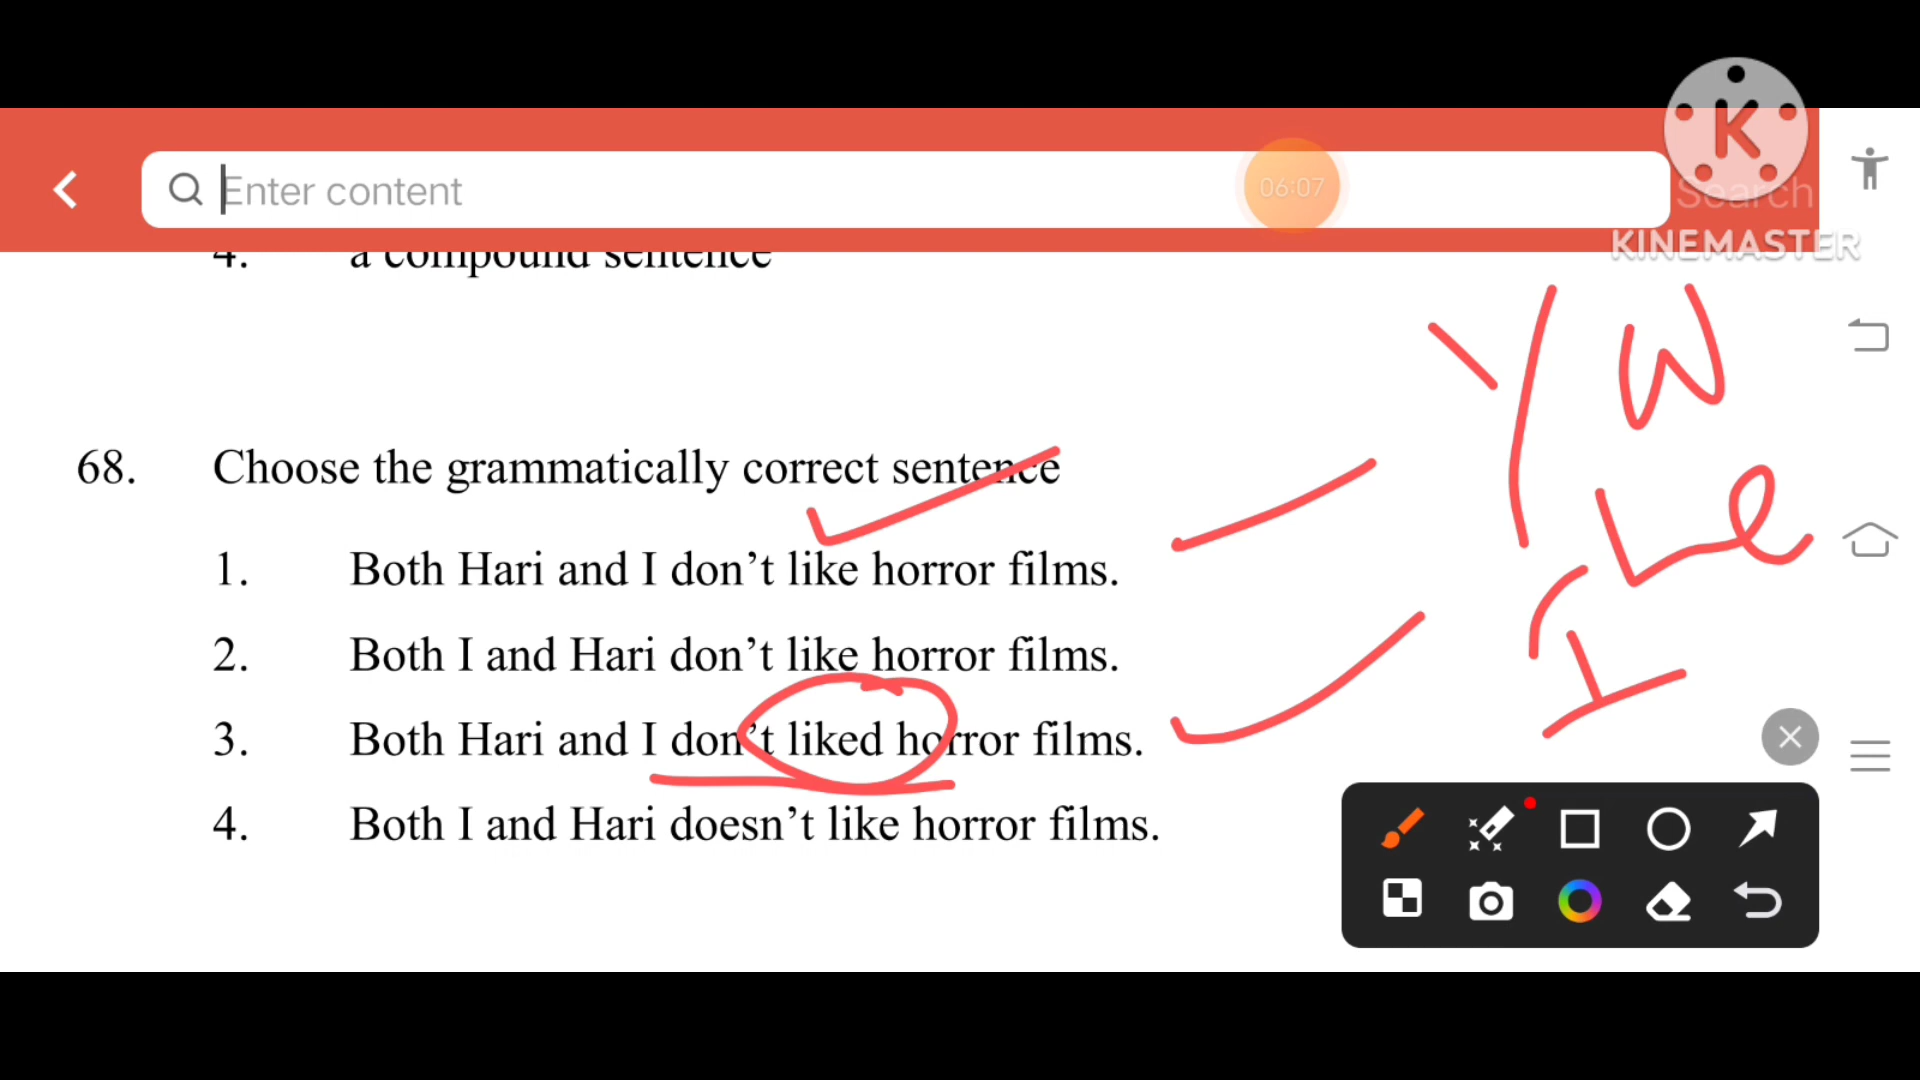 K
Enter content
06:07
Search
KINEMASTER
4. a compound sentence
68. Choose the grammatically correct sentence
1. Both Hari and I don’t like horror films.
2. Both I and Hari don’t like horror films.
3. Both Hari and I don’t liked horror films.
4. Both I and Hari doesn’t like horror films.
Y W
He
I